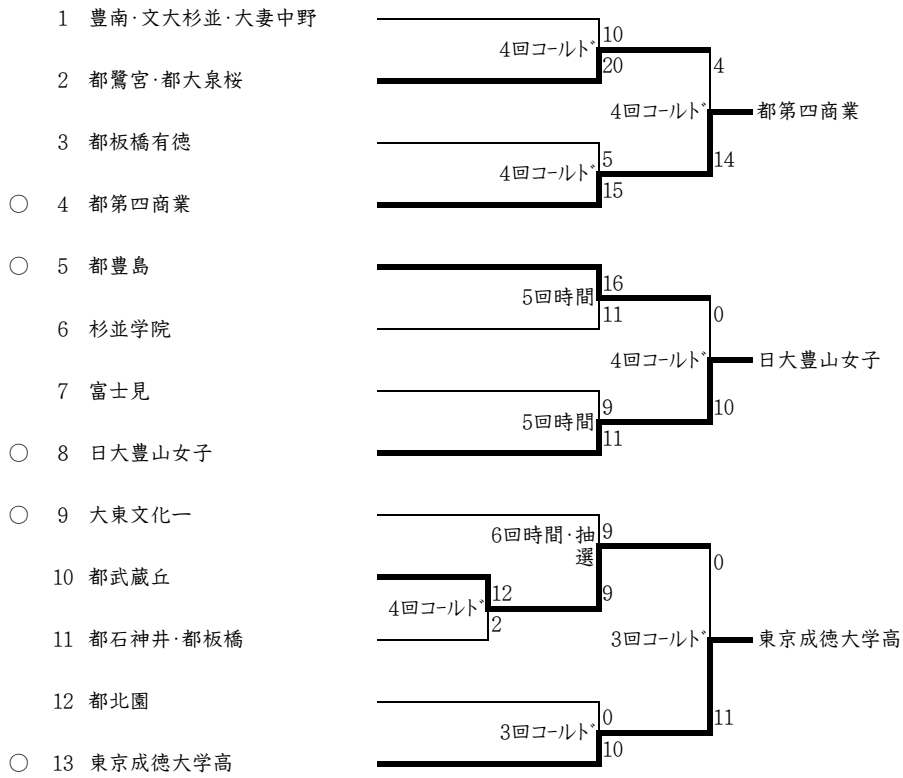 1 豊南·文大杉並·大妻中野
10
4回コールド
20
4
2 都鷺宮·都大泉桜
4回コールド
都第四商業
3 都板橋有徳
5
14
4回コールド
15
○ 4 都第四商業
○ 5 都豊島
16
5回時間
11
0
6 杉並学院
4回コールド
日大豊山女子
7 富士見
9
10
5回時間
11
○ 8 日大豊山女子
○ 9 大東文化一
6回時間·抽
選
9
0
10 都武蔵丘
12
9
4回コールド
2
11 都石神井·都板橋
3回コールド
東京成徳大学高
12 都北園
0
11
3回コールド
10
○ 13 東京成徳大学高